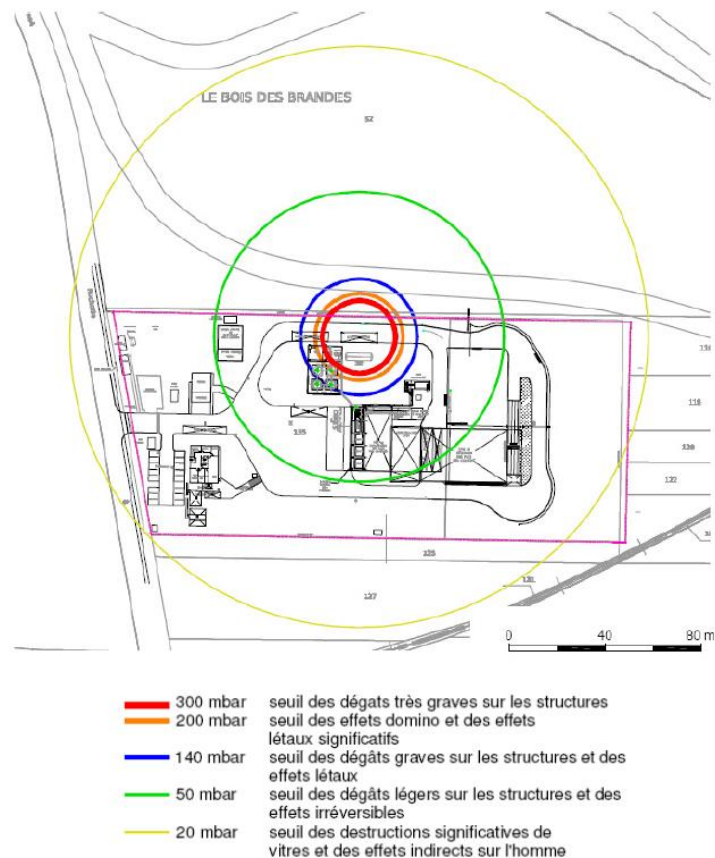 LE BOIS DES BRANDES
52
115
118
120
122
125
121
127
0 40 80 m
300 mbar seuil des dégats très graves sur les structures
200 mbar seuil des effets domino et des effets
létaux significatifs
140 mbar seuil des dégâts graves sur les structures et des
effets létaux
50 mbar seuil des dégâts légers sur les structures et des
effets irréversibles
20 mbar seuil des destructions significatives de
vitres et des effets indirects sur l'homme